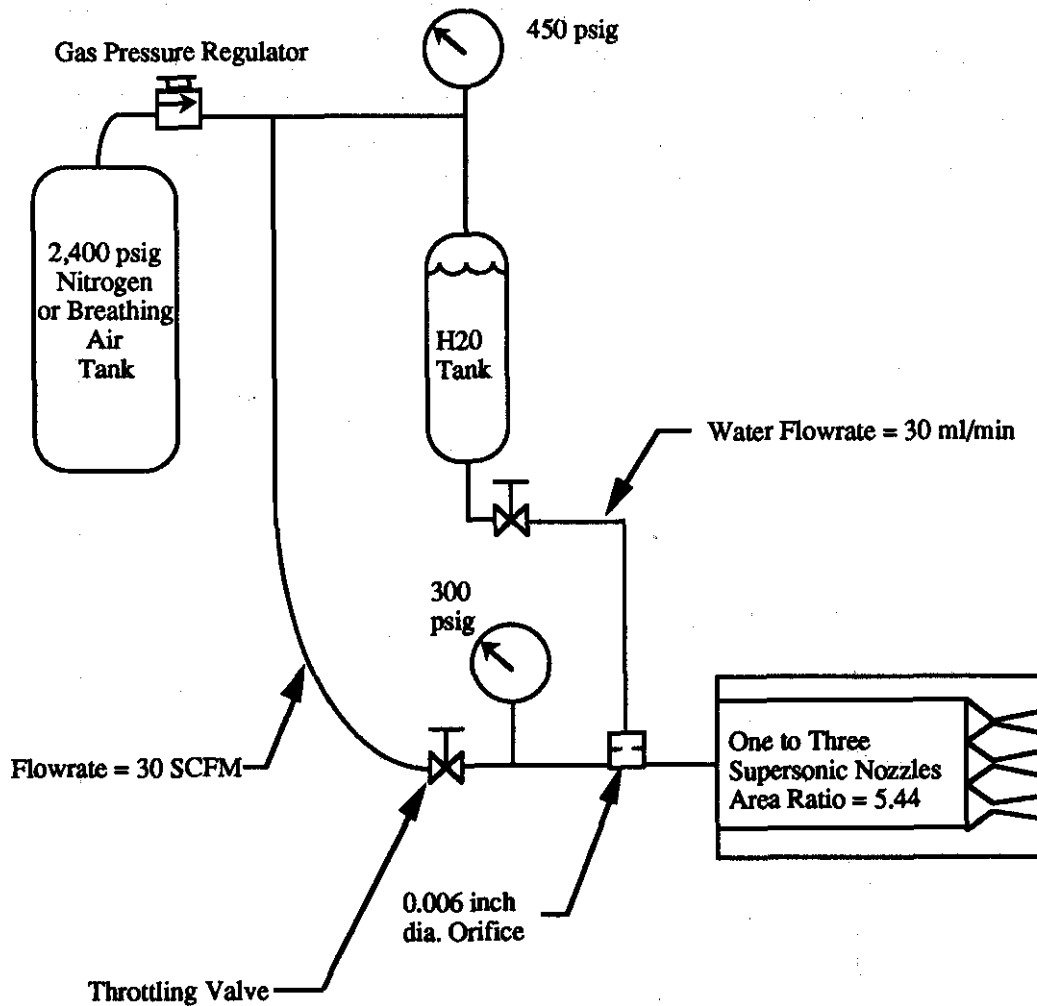 450 psig
Gas Pressure Regulator
2,400 psig
Nitrogen
or Breathing
Air
Tank
H20
Tank
Water Flowrate = 30 ml/min
300
psig
One to Three
Supersonic Nozzles
Area Ratio = 5.44
Flowrate = 30 SCFM
0.006 inch
dia. Orifice
Throttling Valve